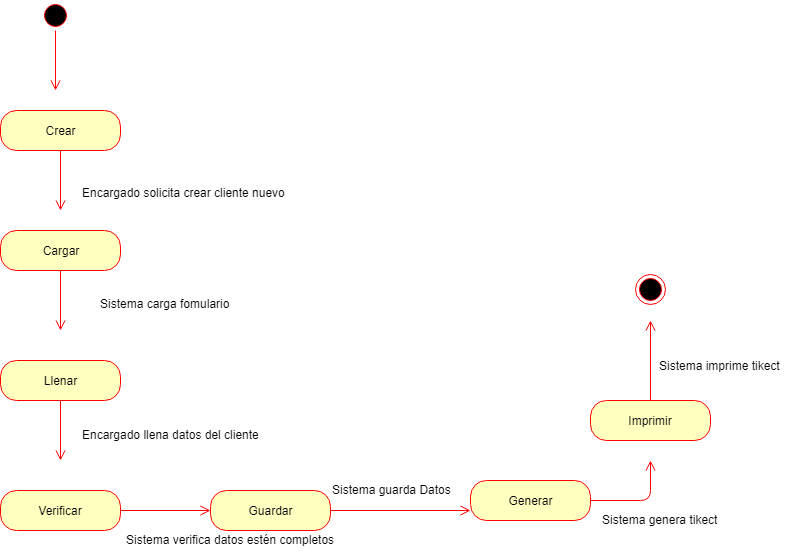 Crear
Encargado solicita crear cliente nuevo
Cargar
Sistema carga fomulario
Llenar
Encargado llena datos del cliente
Verificar
Sistema verifica datos estén completos
Guardar
Sistema guarda Datos
Generar
Sistema genera tikect
Imprimir
Sistema imprime tikect